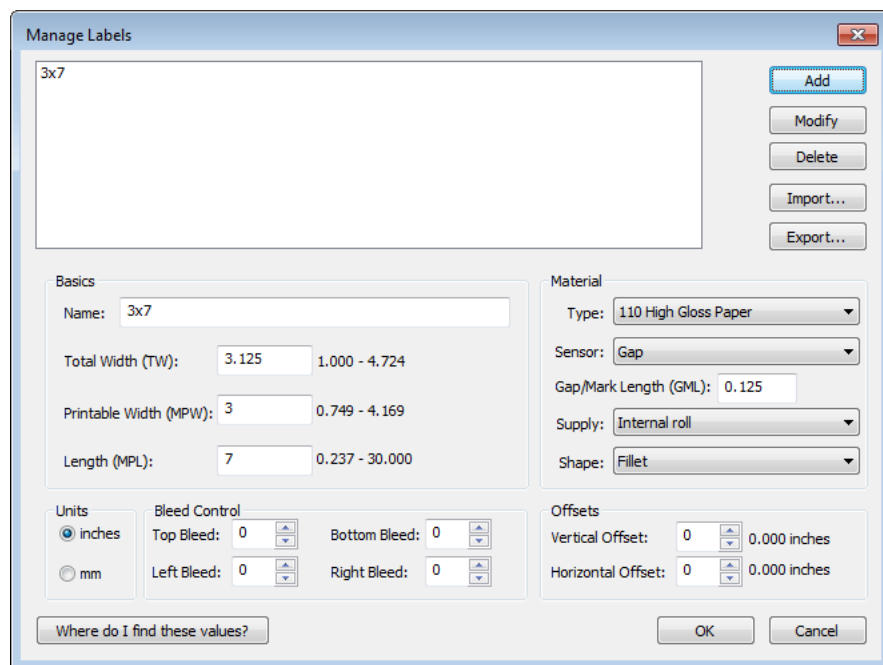 Manage Labels
3x7
Add
Modify
Delete
Import...
Export...
Basics
Name: 3x7
Total Width (TW): 3.125 1.000 - 4.724
Printable Width (MPW): 3 0.749 - 4.169
Length (MPL): 7 0.237 - 30.000
Material
Type: 110 High Gloss Paper
Sensor: Gap
Gap/Mark Length (GML): 0.125
Supply: Internal roll
Shape: Fillet
Units
inches
mm
Bleed Control
Top Bleed: 0 Bottom Bleed: 0
Left Bleed: 0 Right Bleed: 0
Offsets
Vertical Offset: 0 0.000 inches
Horizontal Offset: 0 0.000 inches
Where do I find these values?
OK
Cancel